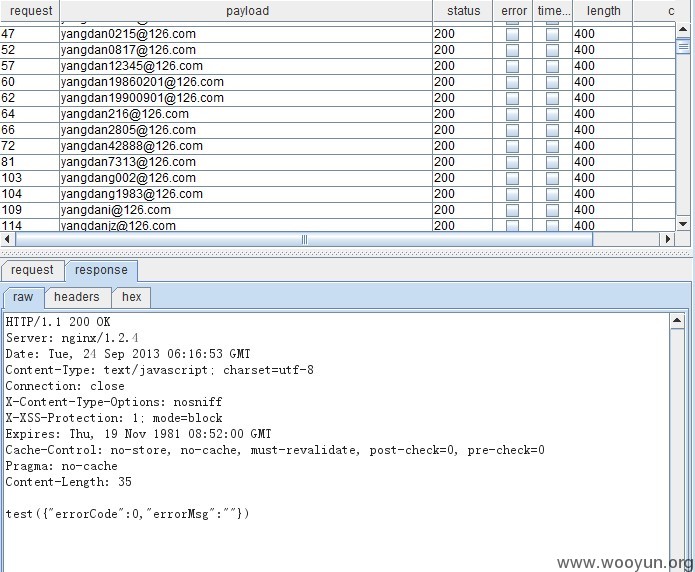 request payload status error time... length c
47 yangdan0215@126.com 200 400
52 yangdan0817@126.com 200 400
57 yangdan12345@126.com 200 400
60 yangdan19860201@126.com 200 400
62 yangdan19900901@126.com 200 400
64 yangdan216@126.com 200 400
66 yangdan2805@126.com 200 400
72 yangdan42888@126.com 200 400
81 yangdan7313@126.com 200 400
103 yangdang002@126.com 200 400
104 yangdang1983@126.com 200 400
109 yangdani@126.com 200 400
114 yangdanjz@126.com 200 400
request response
raw headers hex
HTTP/1.1 200 OK
Server: nginx/1.2.4
Date: Tue, 24 Sep 2013 06:16:53 GMT
Content-Type: text/javascript; charset=utf-8
Connection: close
X-Content-Type-Options: nosniff
X-XSS-Protection: 1; mode=block
Expires: Thu, 19 Nov 1981 08:52:00 GMT
Cache-Control: no-store, no-cache, must-revalidate, post-check=0, pre-check=0
Pragma: no-cache
Content-Length: 35
test({"errorCode":0,"errorMsg":""})
www.wooyun.org